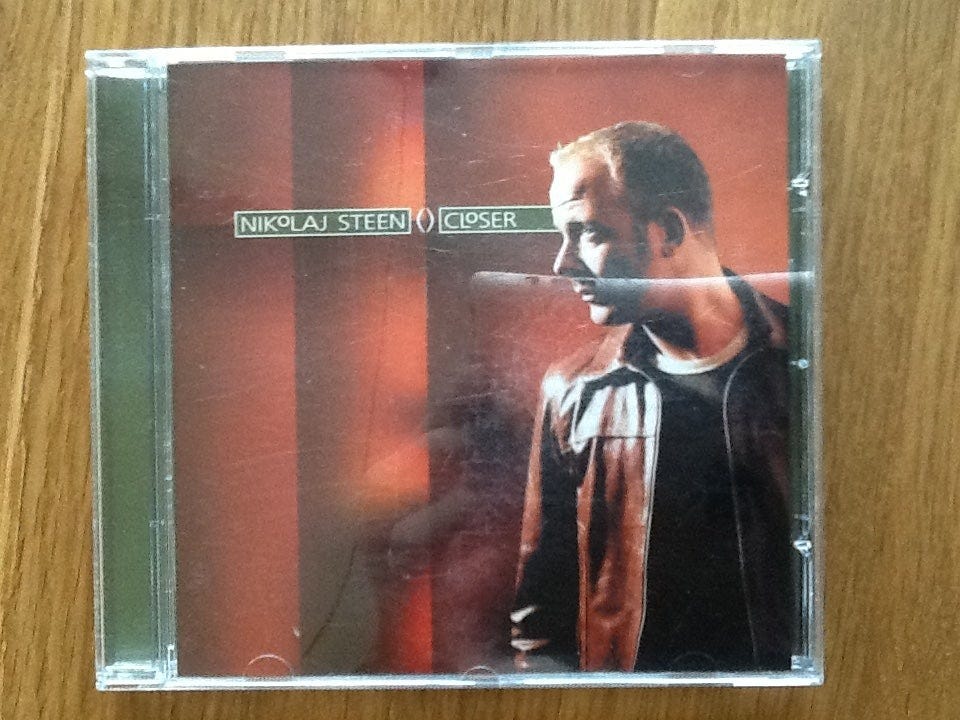 NIKOLAJ STEEN () CLOSER